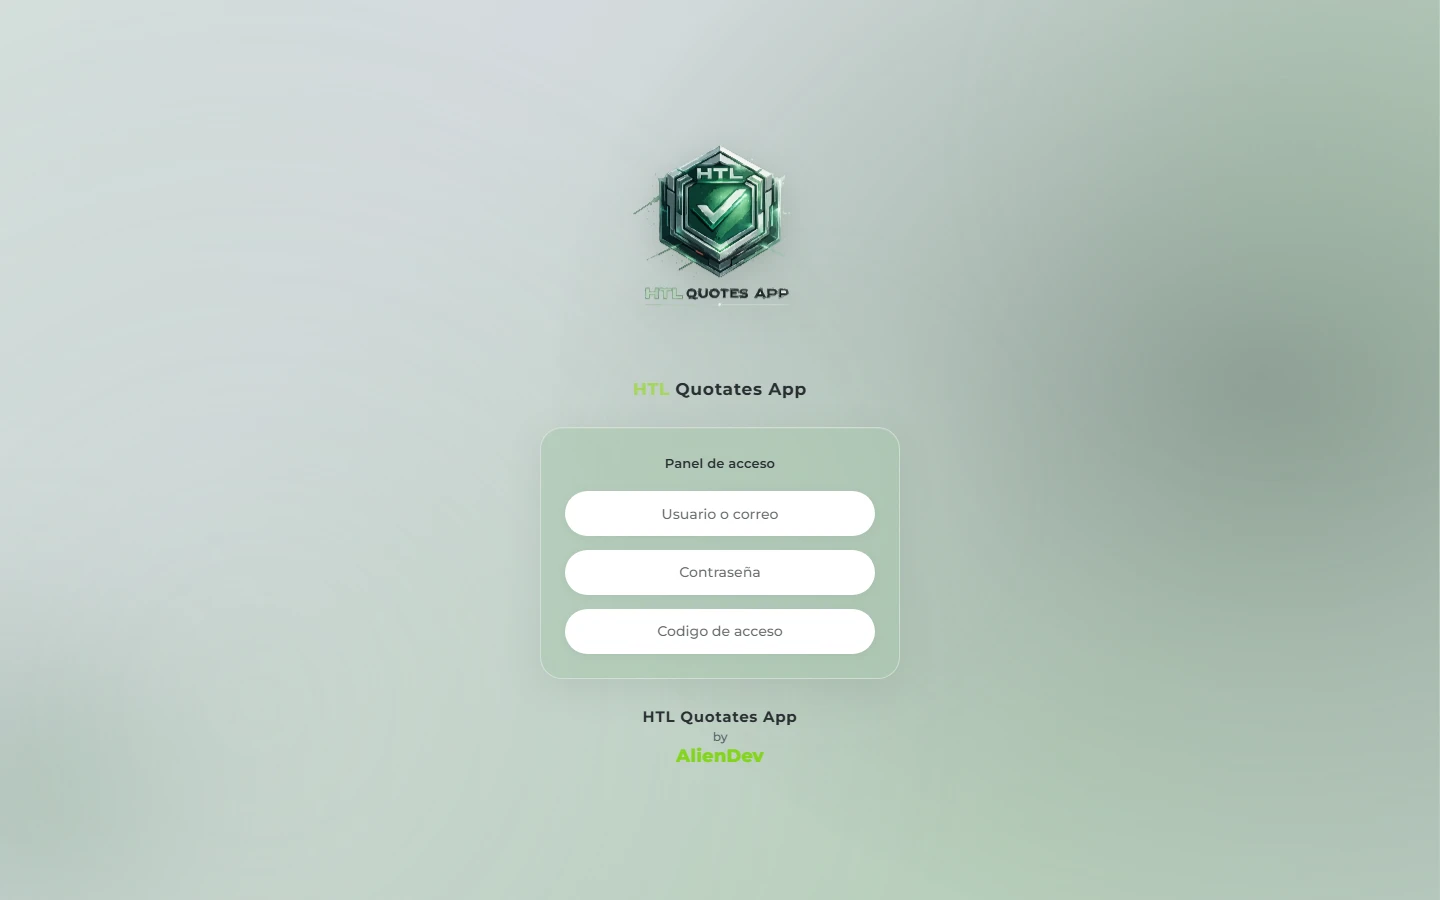 HTL
HTL QUOTES APP
HTL Quotates App
Panel de acceso
Usuario o correo
Contraseña
Codigo de acceso
HTL Quotates App
by
AlienDev